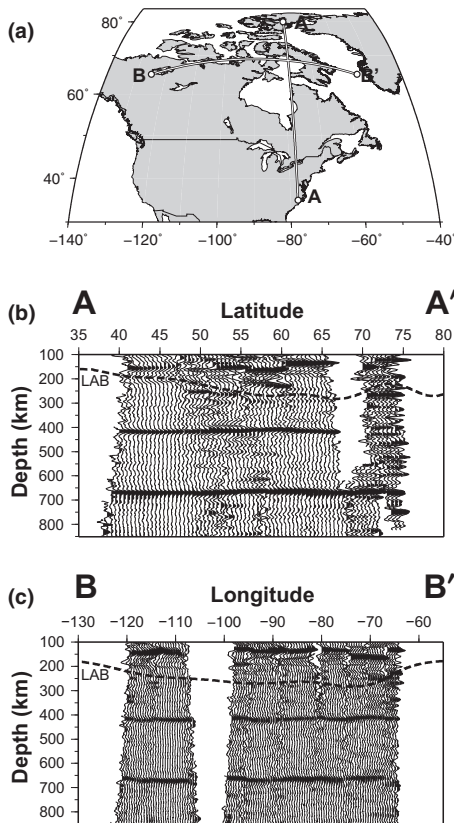 (a)
80˚
60˚
40˚
A'
B
B'
A
−140˚ −120˚ −100˚ −80˚ −60˚ −40˚
(b)
A Latitude A′
35 40 45 50 55 60 65 70 75 80
100
200
300
400
500
600
700
800
LAB
Depth (km)
(c)
B Longitude B′
−130 −120 −110 −100 −90 −80 −70 −60
100
200
300
400
500
600
700
800
LAB
Depth (km)